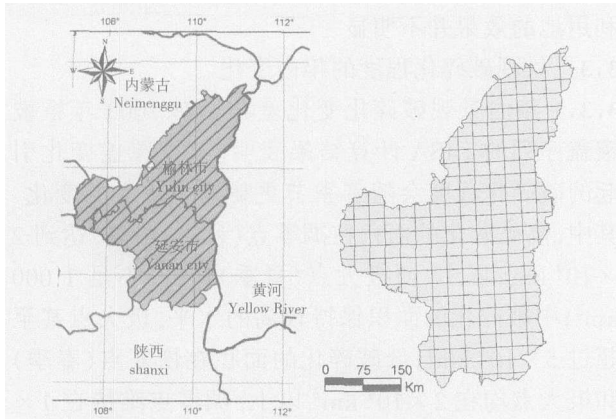 108° 110° 112°
N
W E
S
内蒙古
Neimenggu
榆林市
Yulin city
延安市
Yanan city
黄河
Yellow River
陕西
shanxi
108° 110° 112°
0 75 150
Km